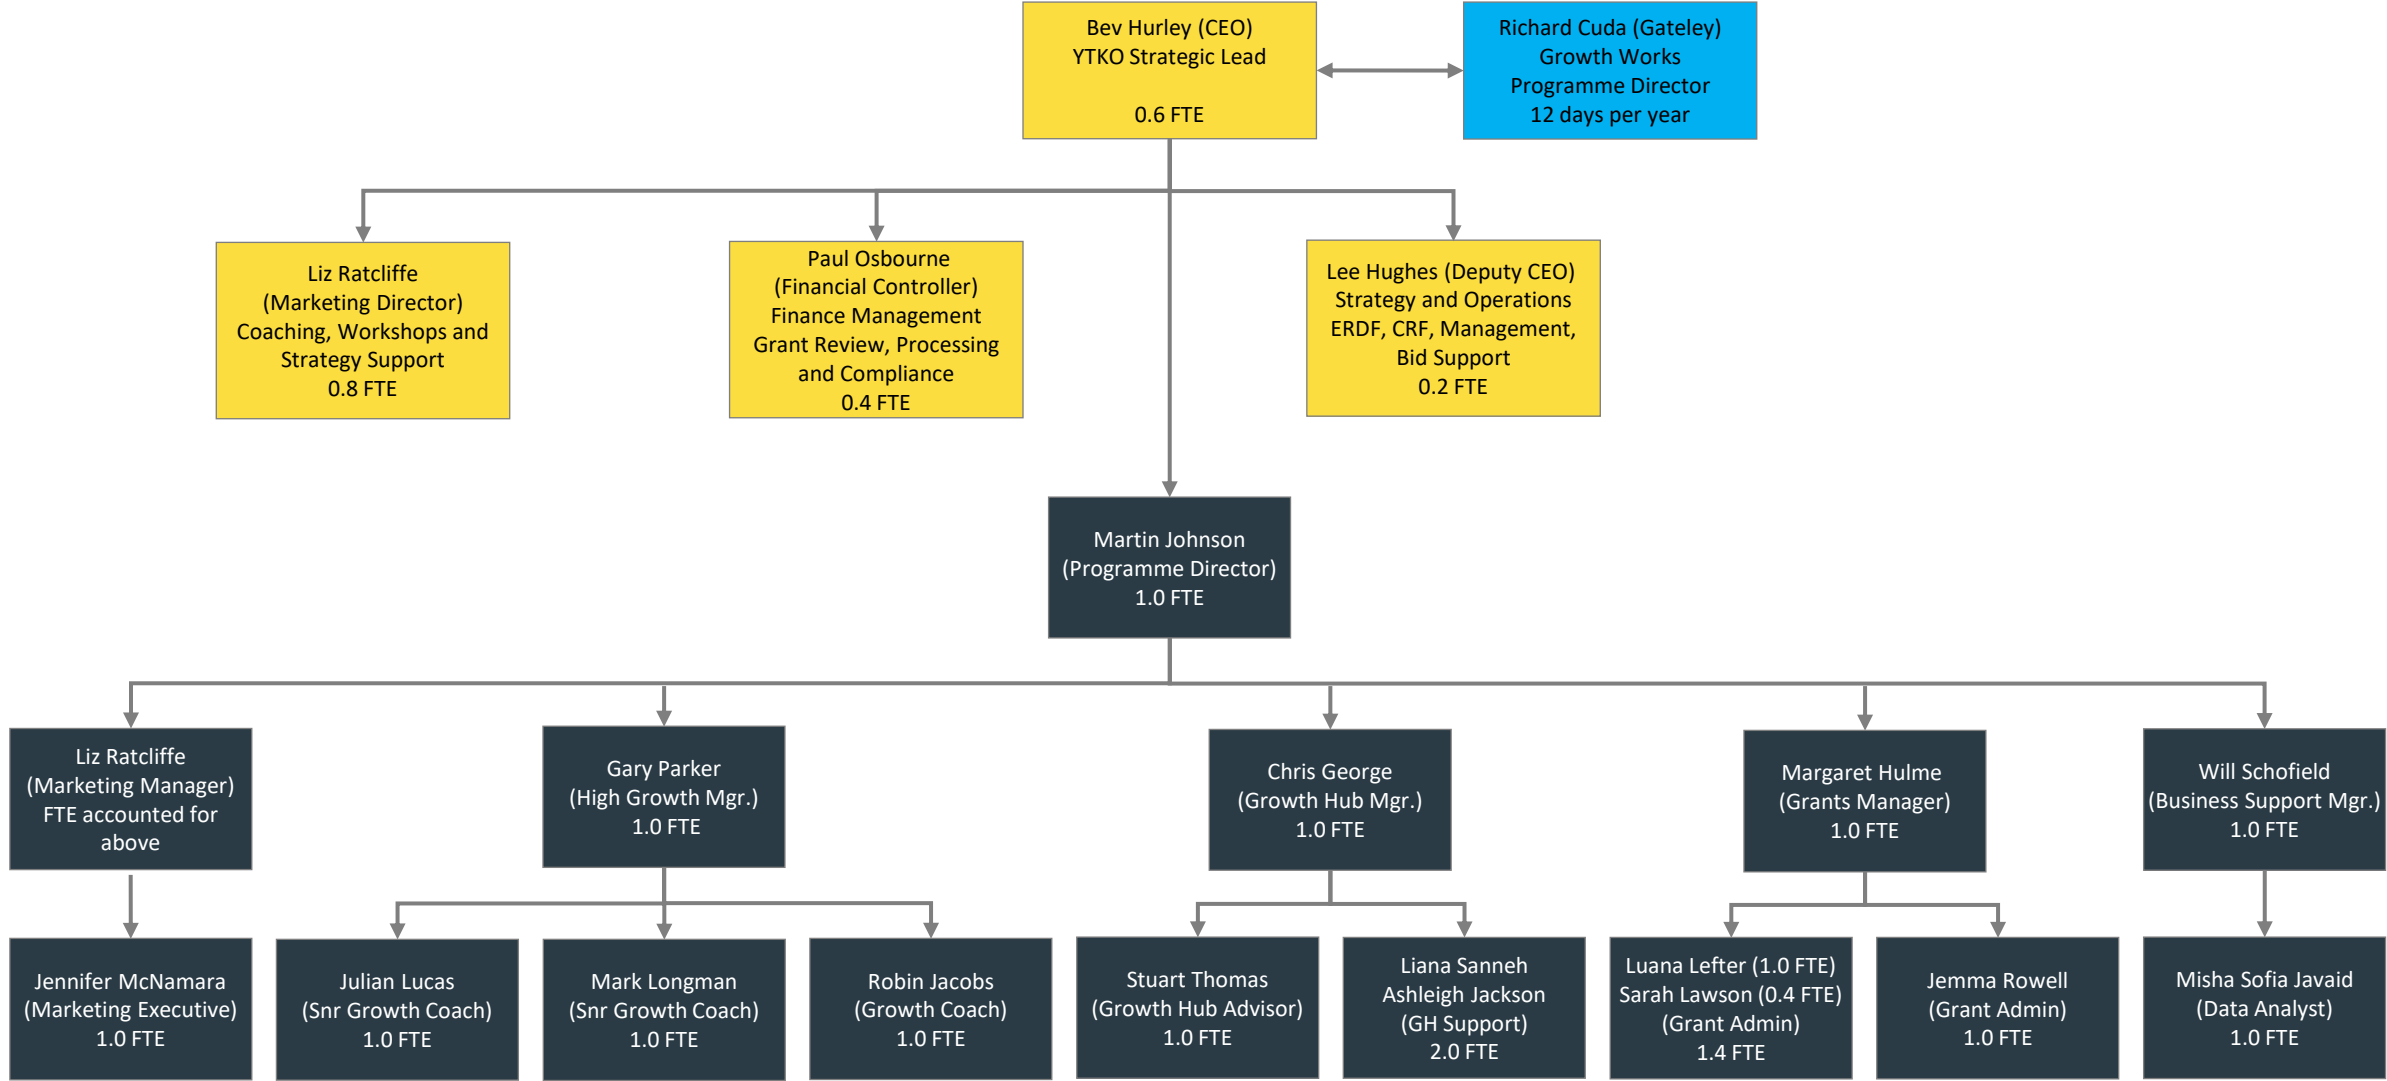 Bev Hurley (CEO)
YTKO Strategic Lead
0.6 FTE
Richard Cuda (Gateley)
Growth Works
Programme Director
12 days per year
Liz Ratcliffe
(Marketing Director)
Coaching, Workshops and
Strategy Support
0.8 FTE
Paul Osbourne
(Financial Controller)
Finance Management
Grant Review, Processing
and Compliance
0.4 FTE
Lee Hughes (Deputy CEO)
Strategy and Operations
ERDF, CRF, Management,
Bid Support
0.2 FTE
Martin Johnson
(Programme Director)
1.0 FTE
Liz Ratcliffe
(Marketing Manager)
FTE accounted for
above
Gary Parker
(High Growth Mgr.)
1.0 FTE
Chris George
(Growth Hub Mgr.)
1.0 FTE
Margaret Hulme
(Grants Manager)
1.0 FTE
Will Schofield
(Business Support Mgr.)
1.0 FTE
Jennifer McNamara
(Marketing Executive)
1.0 FTE
Julian Lucas
(Snr Growth Coach)
1.0 FTE
Mark Longman
(Snr Growth Coach)
1.0 FTE
Robin Jacobs
(Growth Coach)
1.0 FTE
Stuart Thomas
(Growth Hub Advisor)
1.0 FTE
Liana Sanneh
Ashleigh Jackson
(GH Support)
2.0 FTE
Luana Lefter (1.0 FTE)
Sarah Lawson (0.4 FTE)
(Grant Admin)
1.4 FTE
Jemma Rowell
(Grant Admin)
1.0 FTE
Misha Sofia Javaid
(Data Analyst)
1.0 FTE